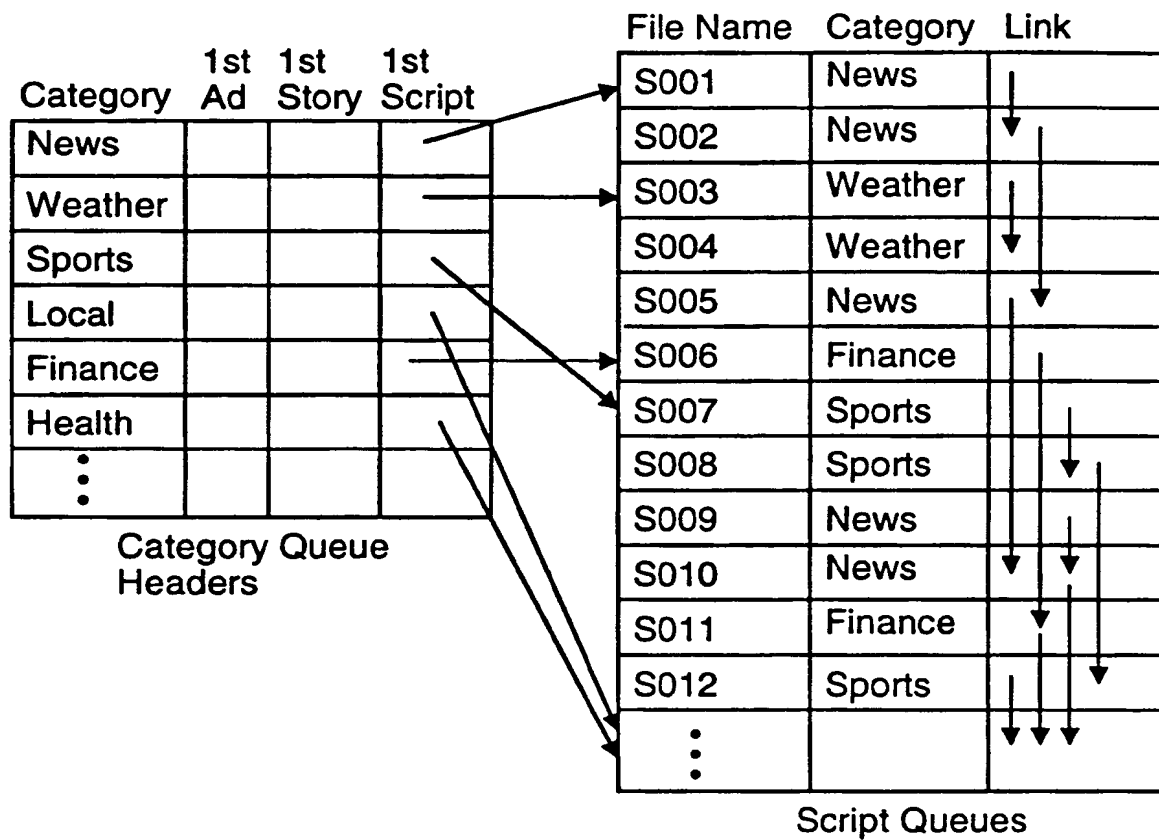 1st 1st 1st
Category Ad Story Script
News
Weather
Sports
Local
Finance
Health
Category Queue
Headers
File Name Category Link
S001 News
S002 News
S003 Weather
S004 Weather
S005 News
S006 Finance
S007 Sports
S008 Sports
S009 News
S010 News
S011 Finance
S012 Sports
Script Queues